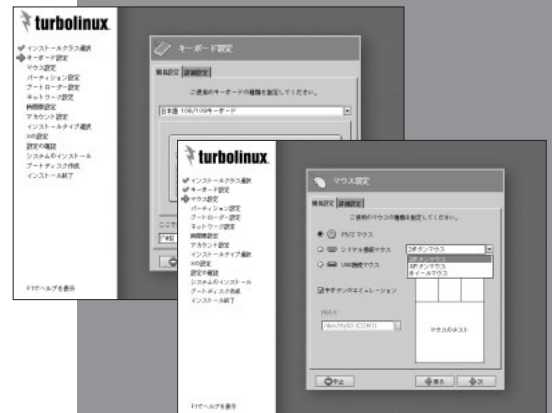 turbolinux
インストールクラス選択
キーボード設定
マウス設定
パーティション設定
ブートローダー設定
ネットワーク設定
時間帯設定
アカウント設定
インストールタイプ選択
Xの設定
設定の確認
システムのインストール
ブートディスク作成
インストール終了
F1でヘルプを表示
キーボード設定
簡易設定 詳細設定
ご使用のキーボードの種類を指定してください。
日本語 106/109キーボード
turbolinux
インストールクラス選択
キーボード設定
マウス設定
パーティション設定
ブートローダー設定
ネットワーク設定
時間帯設定
アカウント設定
インストールタイプ選択
Xの設定
設定の確認
システムのインストール
ブートディスク作成
インストール終了
F1でヘルプを表示
マウス設定
簡易設定 詳細設定
ご使用のマウスの種類を指定してください。
PS/2 マウス
シリアル接続マウス 2ボタンマウス
2ボタンマウス
3ボタンマウス
ホイールマウス
USB接続マウス
中ボタンのエミュレーション
/dev/ttyS0 (COM1)
マウスのテスト
中止 戻る 次